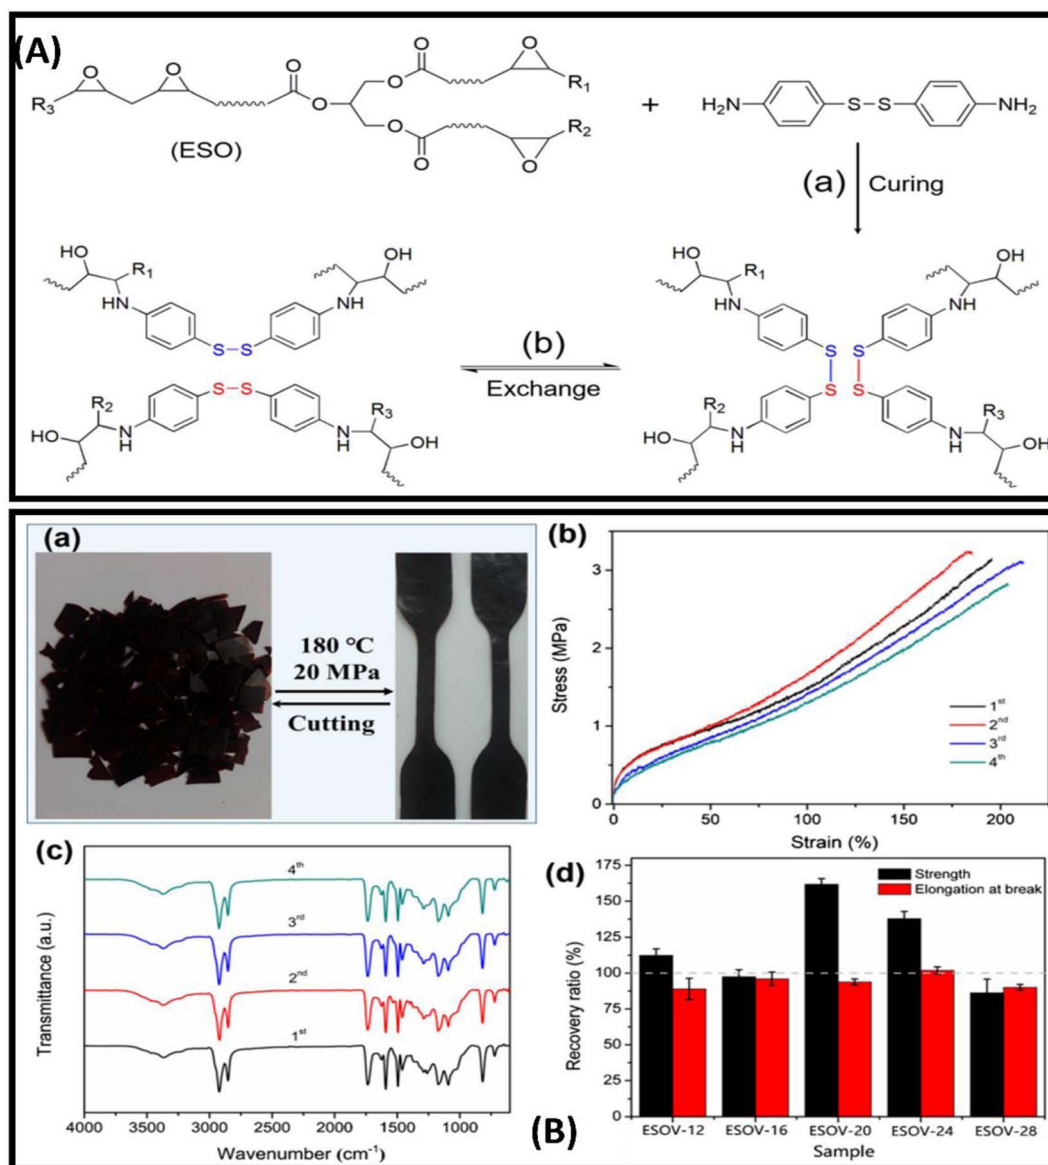 (A)
O
O
O
O
R3
R1
O
O
O
R2
O
O
(ESO)
+
H2N
S
S
NH2
(a)
Curing
HO
R1
HN
N
H
OH
S
S
S
S
HO
R2
N
H
R3
N
H
OH
(b)
Exchange
HO
R1
HN
N
H
OH
S
S
S
S
HO
R2
N
H
R3
N
H
OH
(a)
180 ℃
20 MPa
Cutting
(b)
Stress (MPa)
3
2
1
0
0
50
100
150
200
Strain (%)
1st
2nd
3rd
4th
(c)
Transmittance (a.u.)
4th
3rd
2nd
1st
4000
3500
3000
2500
2000
1500
1000
Wavenumber (cm-1)
(d)
Recovery ratio (%)
175
150
125
100
75
50
25
0
Strength
Elongation at break
ESOV-12
ESOV-16
ESOV-20
ESOV-24
ESOV-28
Sample
(B)